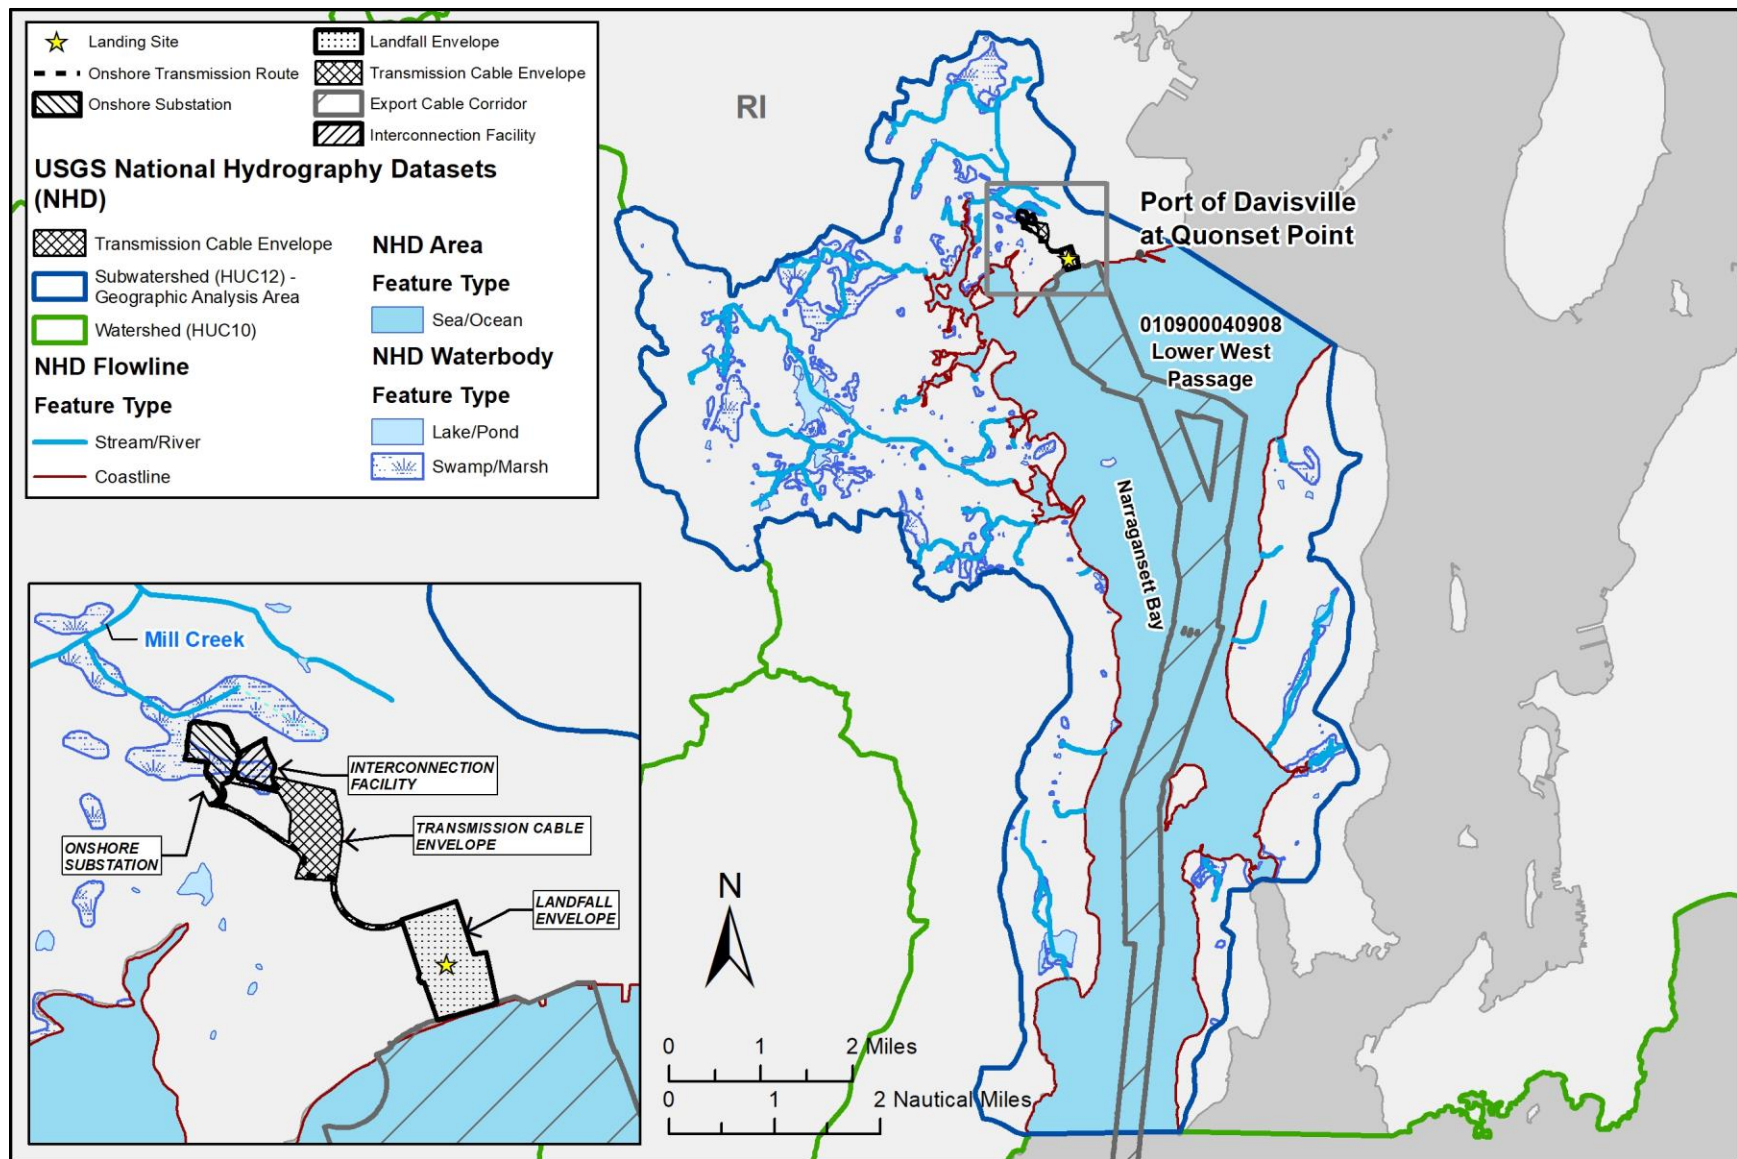 Landing Site
Onshore Transmission Route
Onshore Substation
Landfall Envelope
Transmission Cable Envelope
Export Cable Corridor
Interconnection Facility
USGS National Hydrography Datasets
(NHD)
Transmission Cable Envelope
Subwatershed (HUC12) -
Geographic Analysis Area
Watershed (HUC10)
NHD Flowline
Feature Type
Stream/River
Coastline
NHD Area
Feature Type
Sea/Ocean
NHD Waterbody
Feature Type
Lake/Pond
Swamp/Marsh
RI
Port of Davisville
at Quonset Point
010900040908
Lower West
Passage
Narragansett Bay
Mill Creek
INTERCONNECTION
FACILITY
ONSHORE
SUBSTATION
TRANSMISSION CABLE
ENVELOPE
LANDFALL
ENVELOPE
N
0 1 2 Miles
0 1 2 Nautical Miles